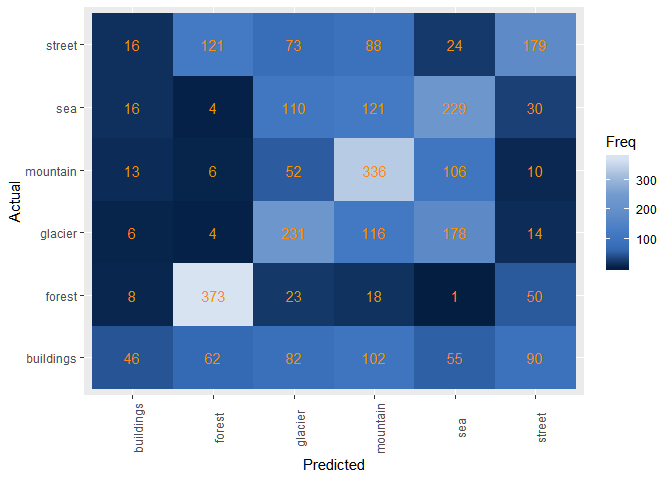 street 16 121 73 88 24 179
sea 16 4 110 121 229 30
mountain 13 6 52 336 106 10
glacier 6 4 231 116 178 14
forest 8 373 23 18 1 50
buildings 46 62 82 102 55 90
buildings forest glacier mountain sea street
Predicted
Actual
Freq
300
200
100